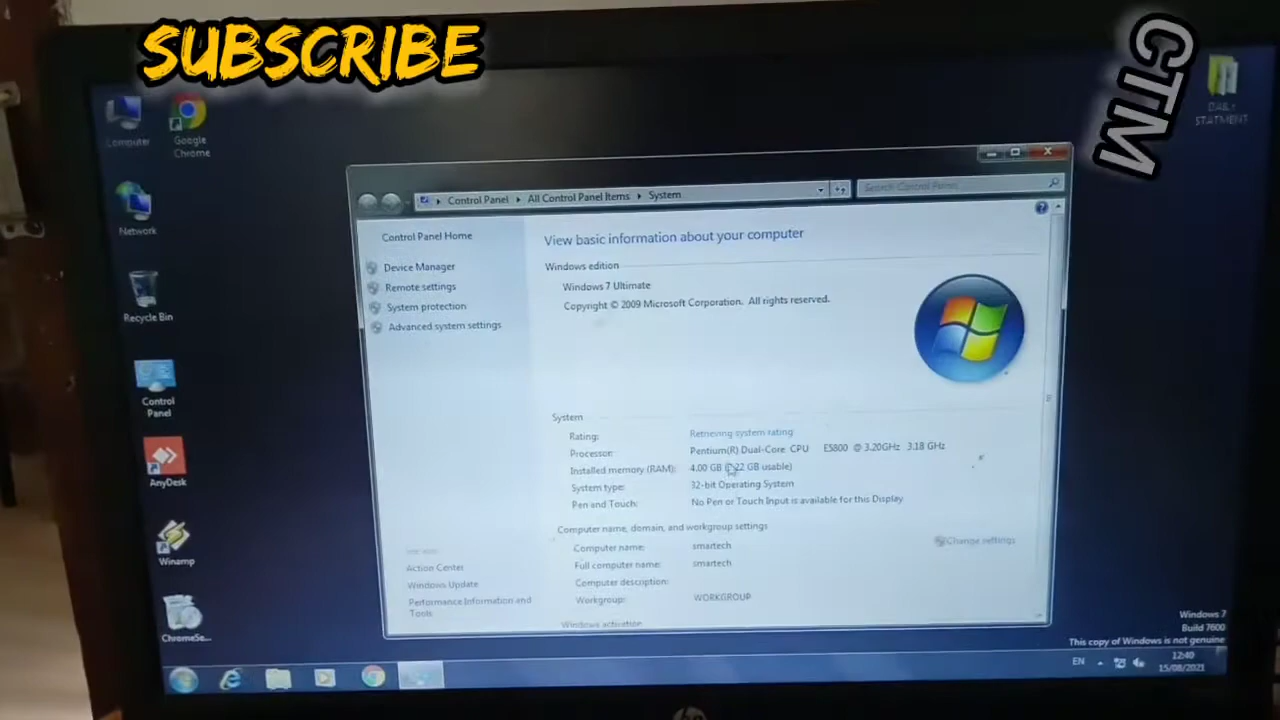 SUBSCRIBE
CTM
Computer
Google
Chrome
DAILY
STATMENT
Network
Recycle Bin
Control
Panel
AnyDesk
Winamp
ChromeSe...
Control Panel ▸ All Control Panel Items ▸ System
Search Control Panel
Control Panel Home
Device Manager
Remote settings
System protection
Advanced system settings
See also
Action Center
Windows Update
Performance Information and
Tools
View basic information about your computer
Windows edition
Windows 7 Ultimate
Copyright © 2009 Microsoft Corporation. All rights reserved.
System
Rating: Retrieving system rating
Processor: Pentium(R) Dual-Core CPU E5800 @ 3.20GHz 3.18 GHz
Installed memory (RAM): 4.00 GB GB usable)
System type: 32-bit Operating System
Pen and Touch: No Pen or Touch Input is available for this Display
Computer name, domain, and workgroup settings
Computer name: smartech
Change settings
Full computer name: smartech
Computer description:
Workgroup: WORKGROUP
Windows activation
Windows 7
Build 7600
This copy of Windows is not genuine
EN
12:40
15/08/2021
hp